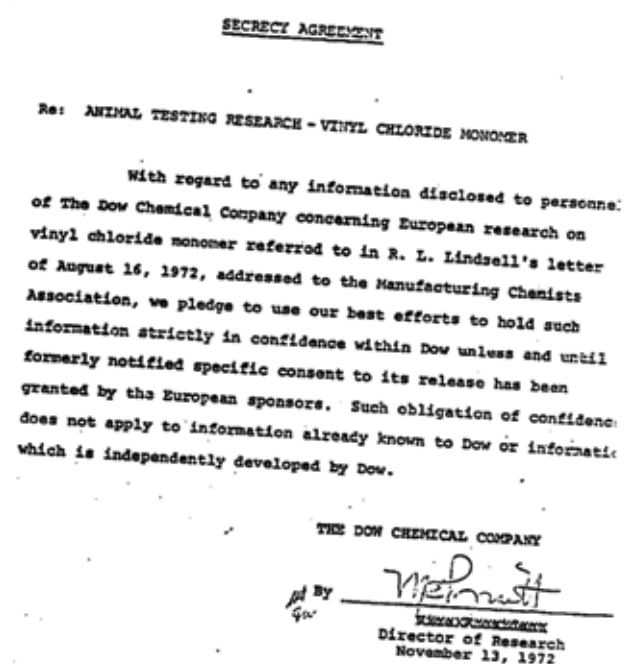 SECRECY AGREEMENT
Re: ANIMAL TESTING RESEARCH - VINYL CHLORIDE MONOMER
With regard to any information disclosed to personne
of The Dow Chemical Company concerning European research on
vinyl chloride monomer referred to in R. L. Lindsell's letter
of August 16, 1972, addressed to the Manufacturing Chemists
Association, we pledge to use our best efforts to hold such
information strictly in confidence within Dow unless and until
formerly notified specific consent to its release has been
granted by the European sponsors. Such obligation of confidenc
does not apply to information already known to Dow or informatic
which is independently developed by Dow.
THE DOW CHEMICAL COMPANY
By
Director of Research
November 13, 1972